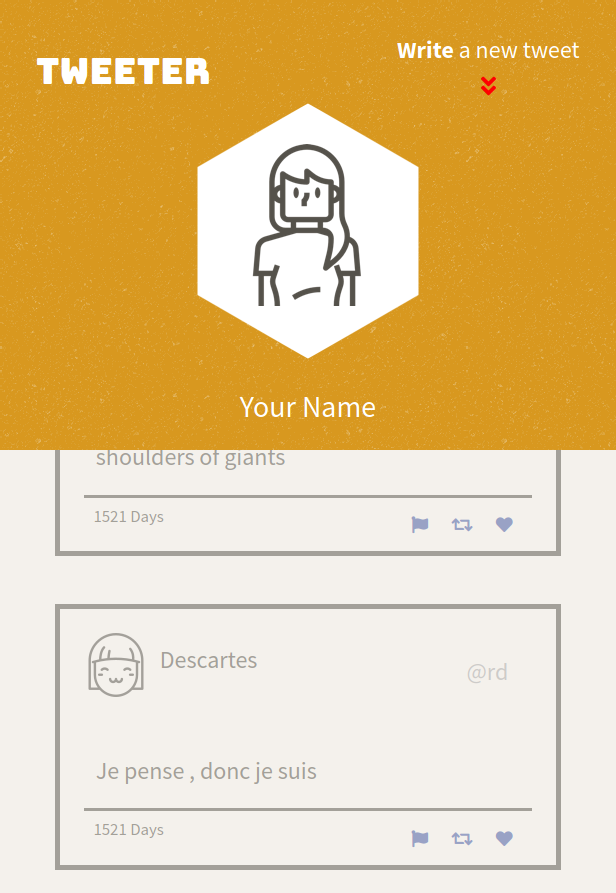 Write a new tweet
TWEETER
Your Name
shoulders of giants
1521 Days
Descartes
@rd
Je pense , donc je suis
1521 Days